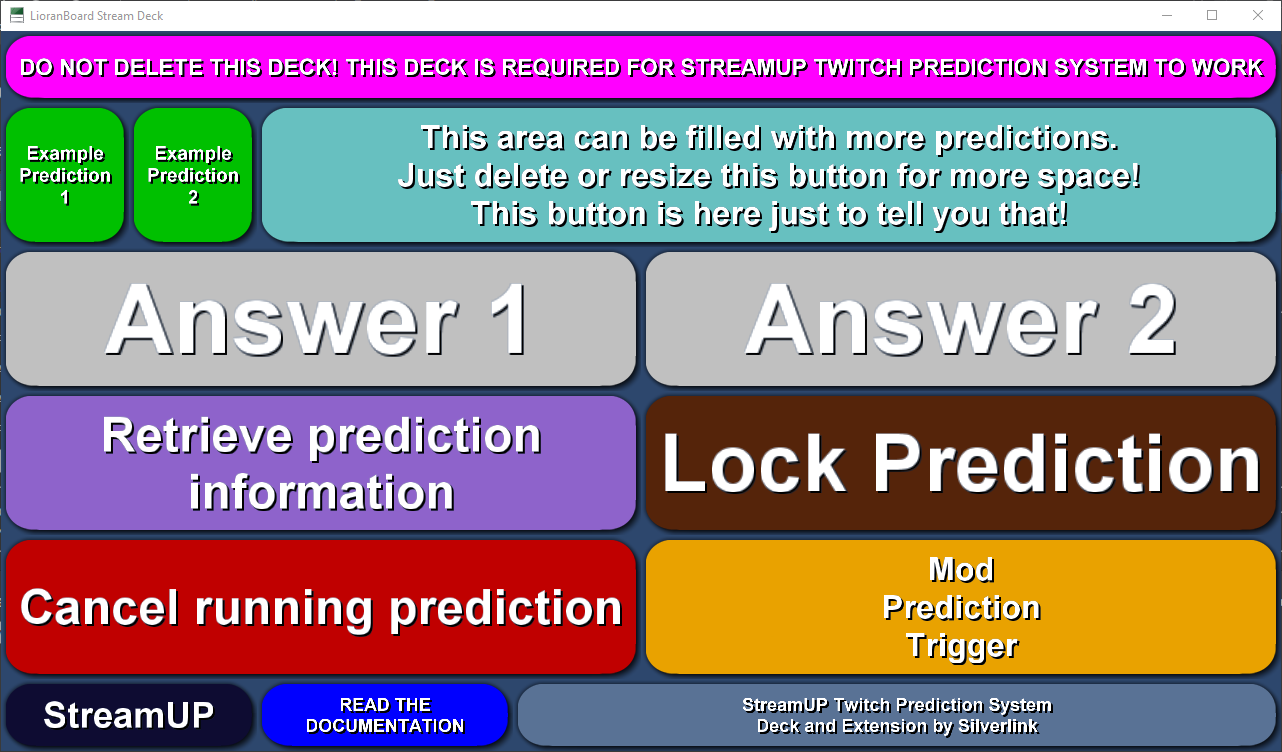 LioranBoard Stream Deck
DO NOT DELETE THIS DECK! THIS DECK IS REQUIRED FOR STREAMUP TWITCH PREDICTION SYSTEM TO WORK
Example
Prediction
1
Example
Prediction
2
This area can be filled with more predictions.
Just delete or resize this button for more space!
This button is here just to tell you that!
Answer 1
Answer 2
Retrieve prediction
information
Lock Prediction
Cancel running prediction
Mod
Prediction
Trigger
StreamUP
READ THE
DOCUMENTATION
StreamUP Twitch Prediction System
Deck and Extension by Silverlink